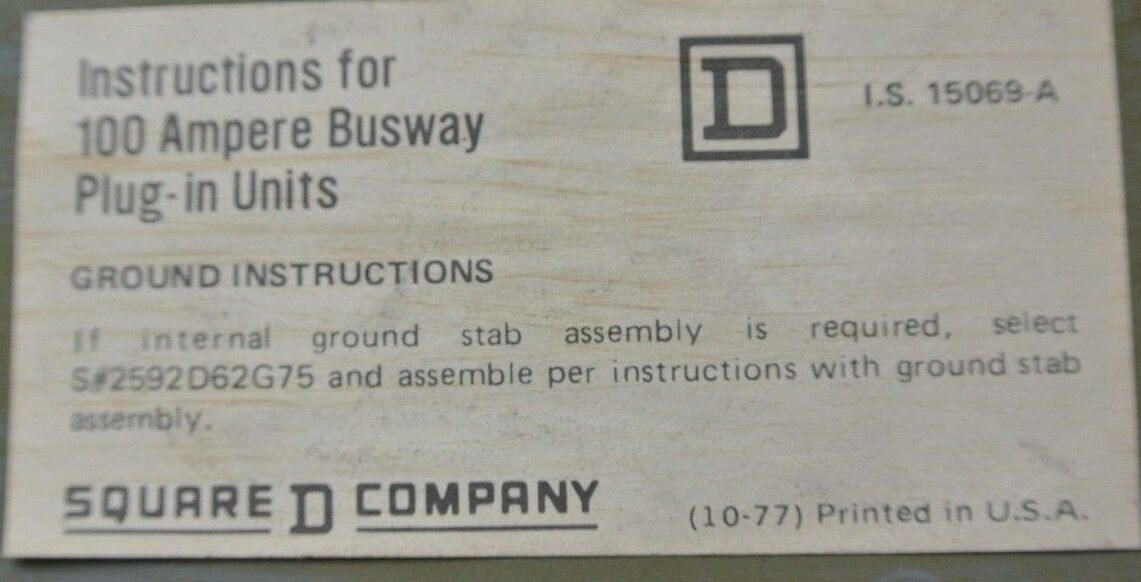 Instructions for
100 Ampere Busway
Plug-in Units
D
I.S. 15069-A
GROUND INSTRUCTIONS
If internal ground stab assembly is required, select
S#2592D62G75 and assemble per instructions with ground stab
assembly.
SQUARE D COMPANY
(10-77) Printed in U.S.A.